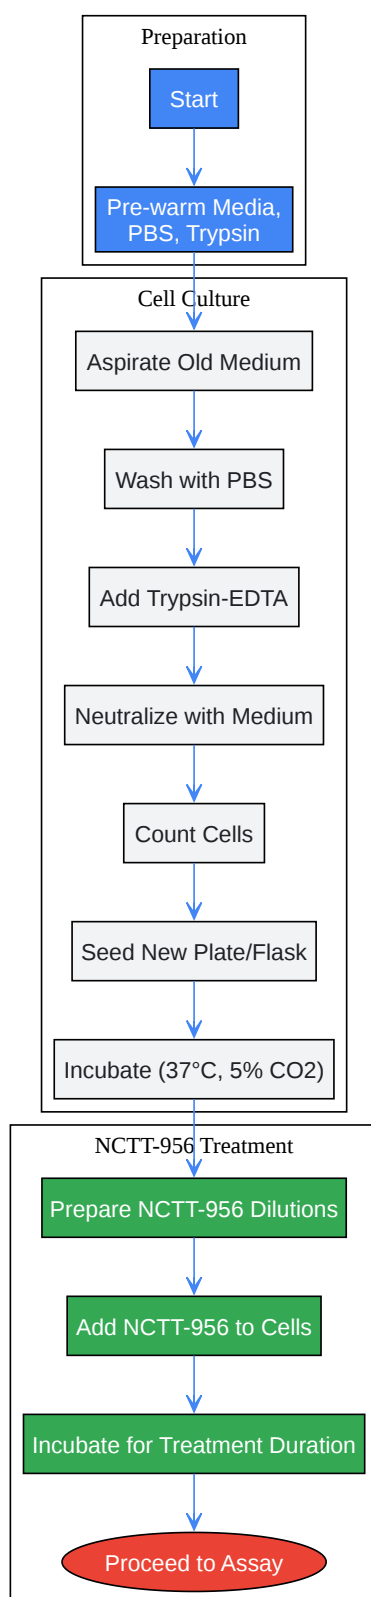 Preparation
Start
Pre-warm Media,
PBS, Trypsin
Cell Culture
Aspirate Old Medium
Wash with PBS
Add Trypsin-EDTA
Neutralize with Medium
Count Cells
Seed New Plate/Flask
Incubate (37°C, 5% CO2)
NCTT-956 Treatment
Prepare NCTT-956 Dilutions
Add NCTT-956 to Cells
Incubate for Treatment Duration
Proceed to Assay